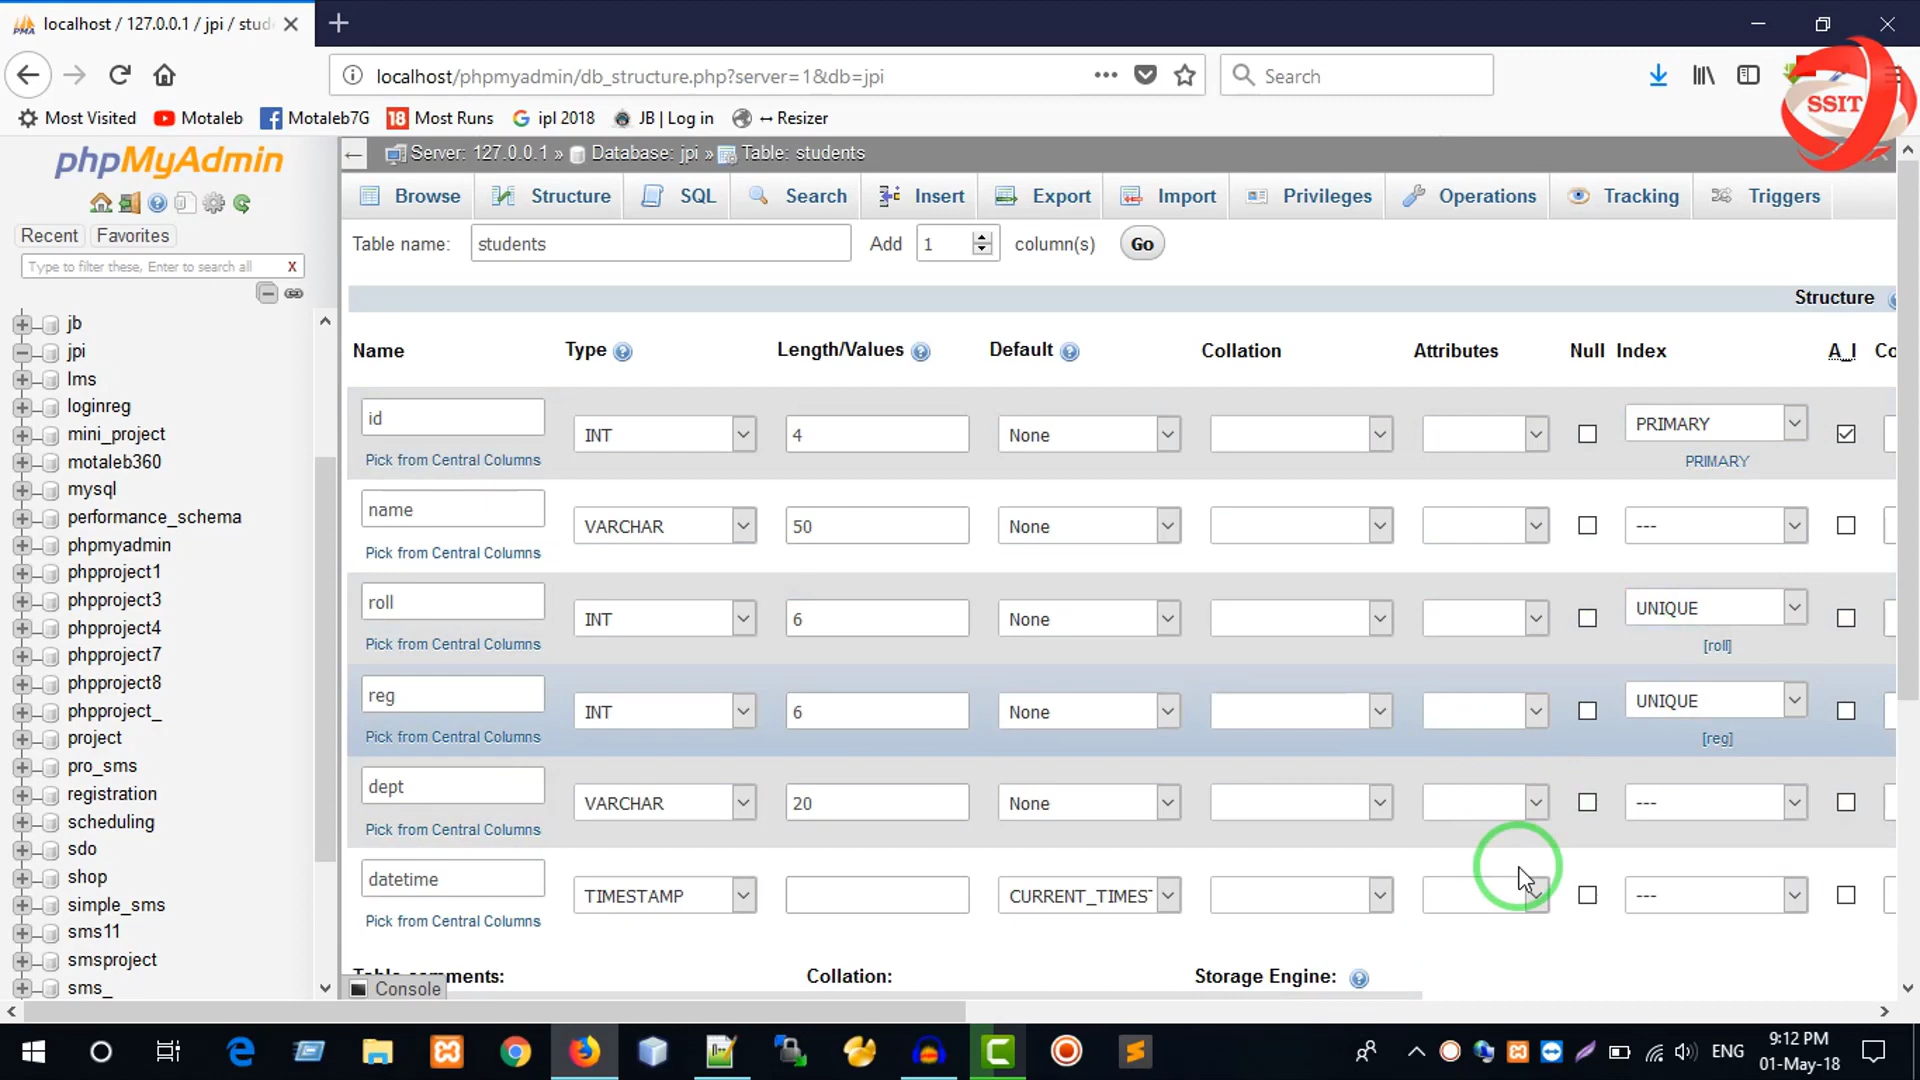 localhost / 127.0.0.1 / jpi / stud
localhost/phpmyadmin/db_structure.php?server=1&db=jpi
Search
Most Visited
Motaleb
Motaleb7G
18 Most Runs
ipl 2018
JB | Log in
↔ Resizer
SSIT
phpMyAdmin
Recent
Favorites
Type to filter these, Enter to search all
X
jb
jpi
lms
loginreg
mini_project
motaleb360
mysql
performance_schema
phpmyadmin
phpproject1
phpproject3
phpproject4
phpproject7
phpproject8
phpproject_
project
pro_sms
registration
scheduling
sdo
shop
simple_sms
sms11
smsproject
sms_
Server: 127.0.0.1 » Database: jpi » Table: students
Browse
Structure
SQL
Search
Insert
Export
Import
Privileges
Operations
Tracking
Triggers
Table name: students Add 1 column(s) Go
Structure
Name Type Length/Values Default Collation Attributes Null Index A_I Co
id INT 4 None PRIMARY
Pick from Central Columns PRIMARY
name VARCHAR 50 None ---
Pick from Central Columns
roll INT 6 None UNIQUE
Pick from Central Columns [roll]
reg INT 6 None UNIQUE
Pick from Central Columns [reg]
dept VARCHAR 20 None ---
Pick from Central Columns
datetime TIMESTAMP CURRENT_TIMEST ---
Pick from Central Columns
Table comments: Collation: Storage Engine:
Console
ENG
9:12 PM
01-May-18